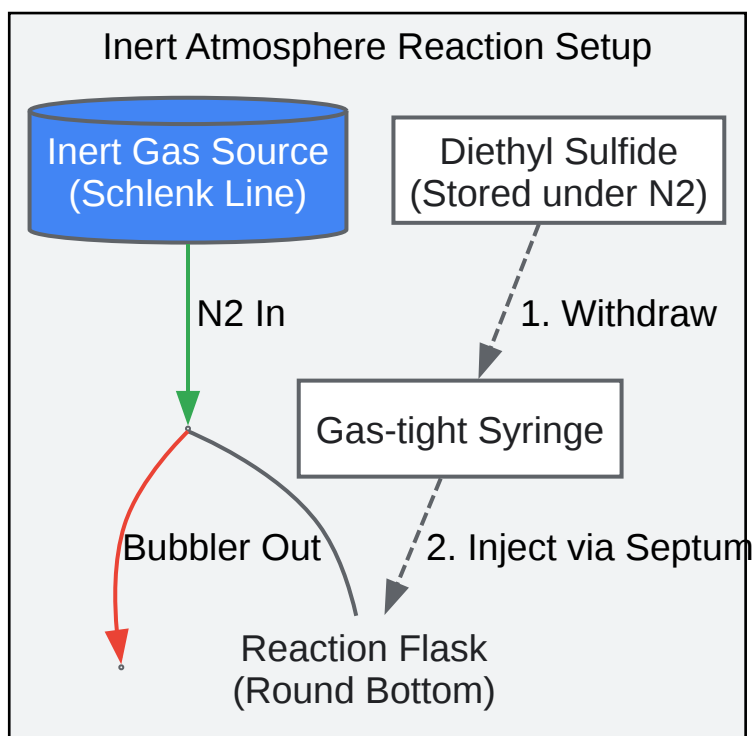 Inert Atmosphere Reaction Setup
Inert Gas Source
(Schlenk Line)
Diethyl Sulfide
(Stored under N2)
N2 In
1. Withdraw
Gas-tight Syringe
Bubbler Out
2. Inject via Septum
Reaction Flask
(Round Bottom)